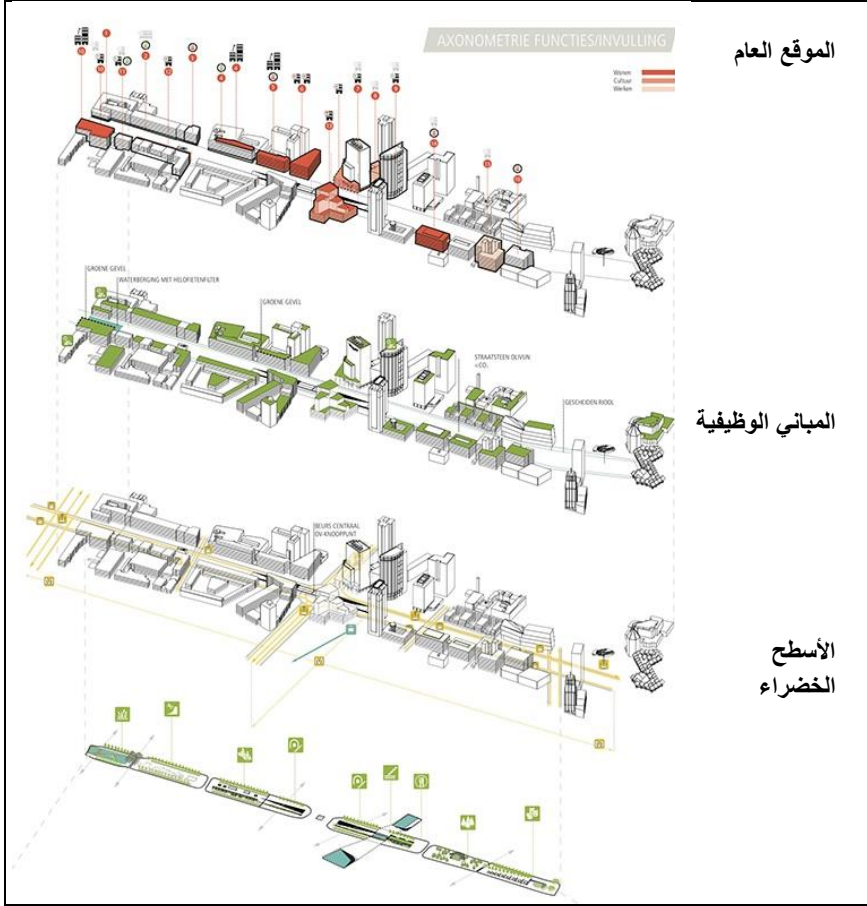 AXONOMETRIE FUNCTIES/INVULLING
الموقع العام
Wonen
Cultuur
Werken
GROENE GEVEL
WATERBERGING MET HELOFIETENFILTER
GROENE GEVEL
STRAATSTEEN OLIVIJN
GESCHEIDEN RIOOL
المباني الوظيفية
BEURS CENTRAAL
OV-KNOOPPUNT
الأسطح
الخضراء